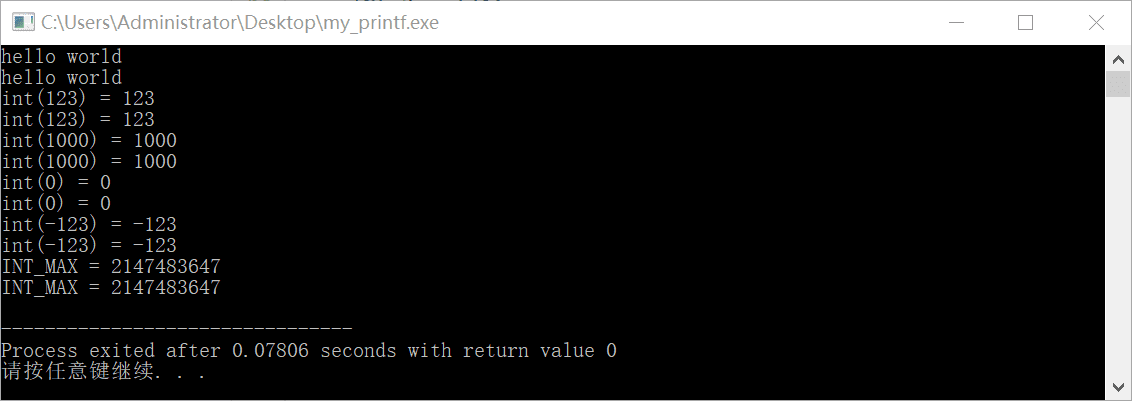 C:\Users\Administrator\Desktop\my_printf.exe
hello world
hello world
int(123) = 123
int(123) = 123
int(1000) = 1000
int(1000) = 1000
int(0) = 0
int(0) = 0
int(-123) = -123
int(-123) = -123
INT_MAX = 2147483647
INT_MAX = 2147483647
--------------------------------
Process exited after 0.07806 seconds with return value 0
请按任意键继续. . .